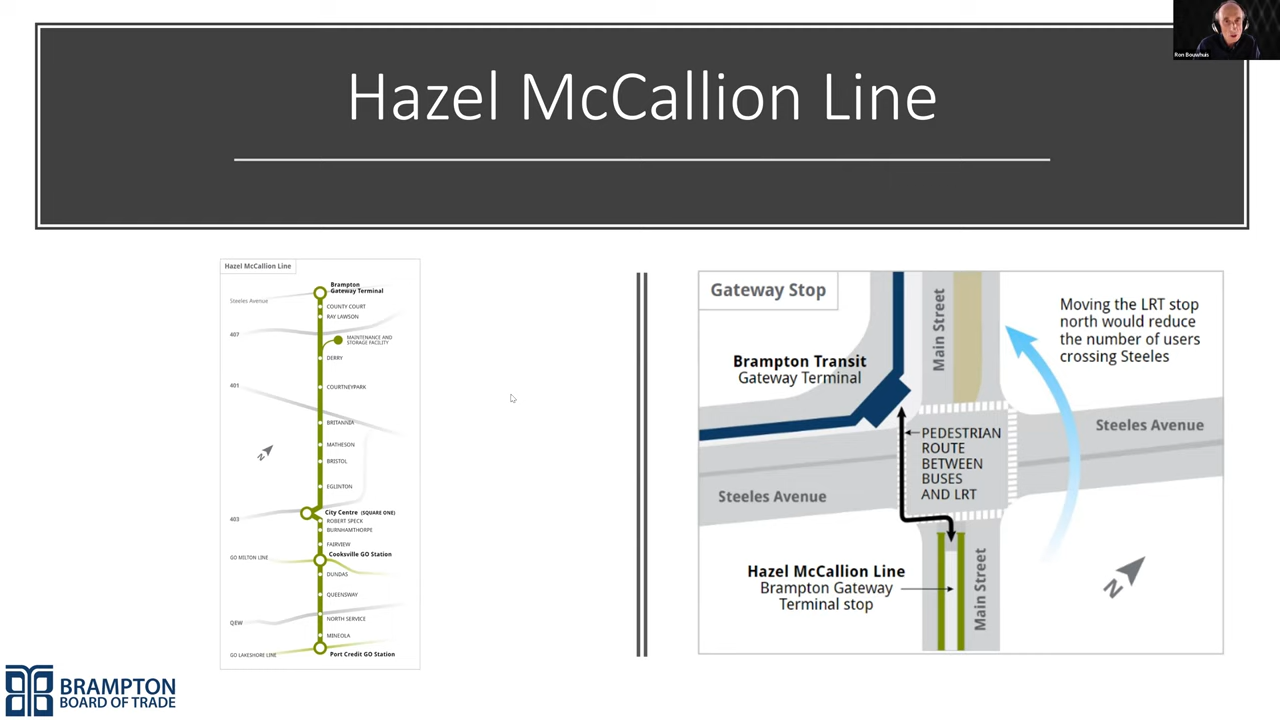 Ron Bouwhuis
Hazel McCallion Line
Hazel McCallion Line
Brampton
Gateway Terminal
Steeles Avenue
COUNTY COURT
RAY LAWSON
407
MAINTENANCE AND
STORAGE FACILITY
DERRY
401
COURTNEYPARK
BRITANNIA
MATHESON
BRISTOL
N
EGLINTON
City Centre (SQUARE ONE)
403
ROBERT SPECK
BURNHAMTHORPE
FAIRVIEW
Cooksville GO Station
GO MILTON LINE
DUNDAS
QUEENSWAY
NORTH SERVICE
QEW
MINEOLA
Port Credit GO Station
GO LAKESHORE LINE
Gateway Stop
Main Street
Moving the LRT stop
north would reduce
the number of users
crossing Steeles
Brampton Transit
Gateway Terminal
Steeles Avenue
PEDESTRIAN
ROUTE
BETWEEN
BUSES
AND LRT
Steeles Avenue
Hazel McCallion Line
Brampton Gateway
Terminal stop
Main Street
N
BRAMPTON
BOARD OF TRADE